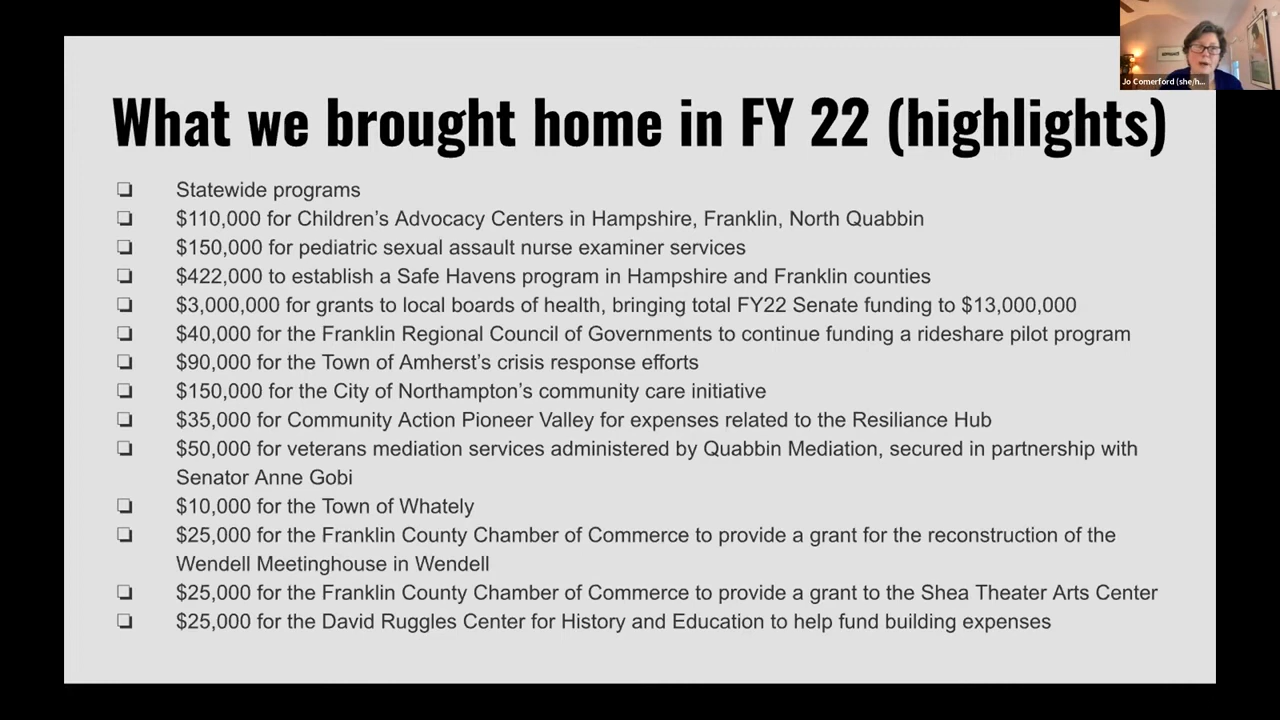 Jo Comerford (she/h...
What we brought home in FY 22 (highlights)
❏ Statewide programs
❏ $110,000 for Children’s Advocacy Centers in Hampshire, Franklin, North Quabbin
❏ $150,000 for pediatric sexual assault nurse examiner services
❏ $422,000 to establish a Safe Havens program in Hampshire and Franklin counties
❏ $3,000,000 for grants to local boards of health, bringing total FY22 Senate funding to $13,000,000
❏ $40,000 for the Franklin Regional Council of Governments to continue funding a rideshare pilot program
❏ $90,000 for the Town of Amherst’s crisis response efforts
❏ $150,000 for the City of Northampton’s community care initiative
❏ $35,000 for Community Action Pioneer Valley for expenses related to the Resiliance Hub
❏ $50,000 for veterans mediation services administered by Quabbin Mediation, secured in partnership with
Senator Anne Gobi
❏ $10,000 for the Town of Whately
❏ $25,000 for the Franklin County Chamber of Commerce to provide a grant for the reconstruction of the
Wendell Meetinghouse in Wendell
❏ $25,000 for the Franklin County Chamber of Commerce to provide a grant to the Shea Theater Arts Center
❏ $25,000 for the David Ruggles Center for History and Education to help fund building expenses